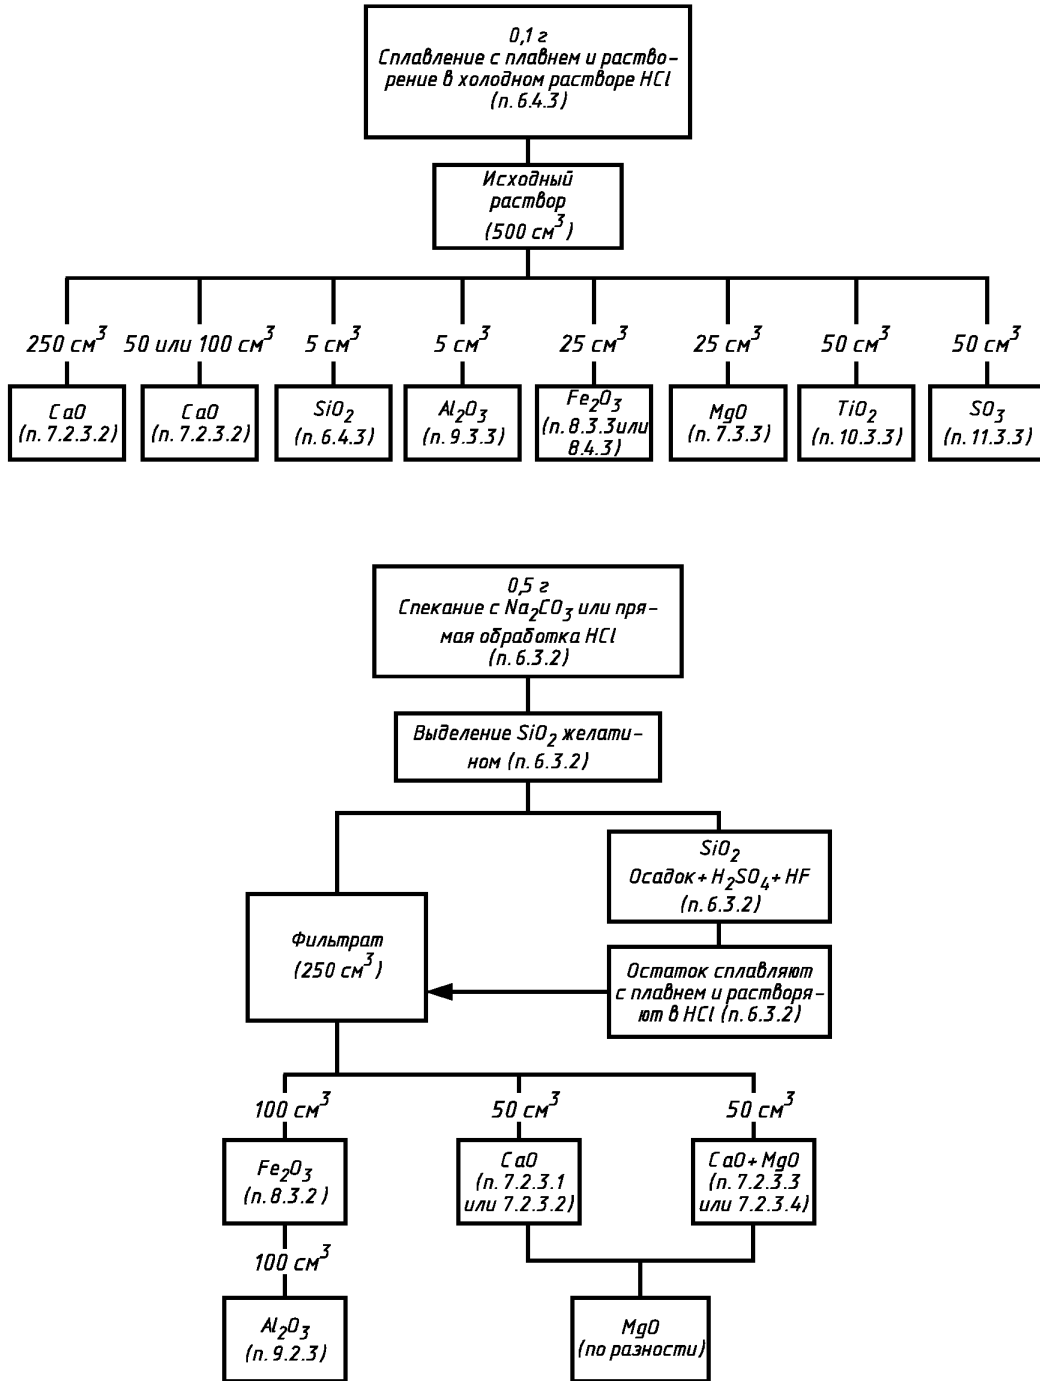 0,1 г
Сплавление с плавнем и раство-
рение в холодном растворе HCl
(п. 6.4.3)
Исходный
раствор
(500 см³)
250 см³ 50 или 100 см³ 5 см³ 5 см³ 25 см³ 25 см³ 50 см³ 50 см³
CaO
(п. 7.2.3.2)
CaO
(п. 7.2.3.2)
SiO₂
(п. 6.4.3)
Al₂O₃
(п. 9.3.3)
Fe₂O₃
(п. 8.3.3или
8.4.3)
MgO
(п. 7.3.3)
TiO₂
(п. 10.3.3)
SO₃
(п. 11.3.3)
0,5 г
Спекание с Na₂CO₃ или пря-
мая обработка HCl
(п. 6.3.2)
Выделение SiO₂ желати-
ном (п. 6.3.2)
SiO₂
Осадок + H₂SO₄ + HF
(п. 6.3.2)
Фильтрат
(250 см³)
Остаток сплавляют
с плавнем и растворя-
ют в HCl (п. 6.3.2)
100 см³ 50 см³ 50 см³
Fe₂O₃
(п. 8.3.2)
CaO
(п. 7.2.3.1
или 7.2.3.2)
CaO + MgO
(п. 7.2.3.3
или 7.2.3.4)
100 см³
Al₂O₃
(п. 9.2.3)
MgO
(по разности)